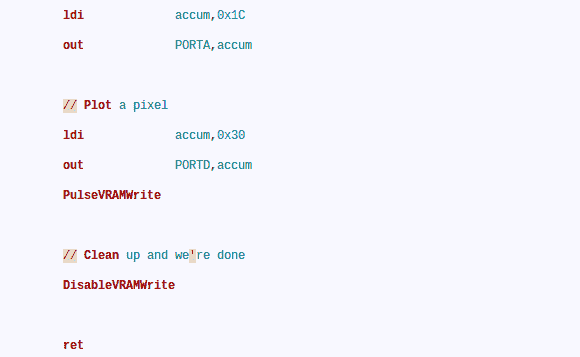 ldi accum,0x1C
out PORTA,accum
// Plot a pixel
ldi accum,0x30
out PORTD,accum
PulseVRAMWrite
// Clean up and we're done
DisableVRAMWrite
ret